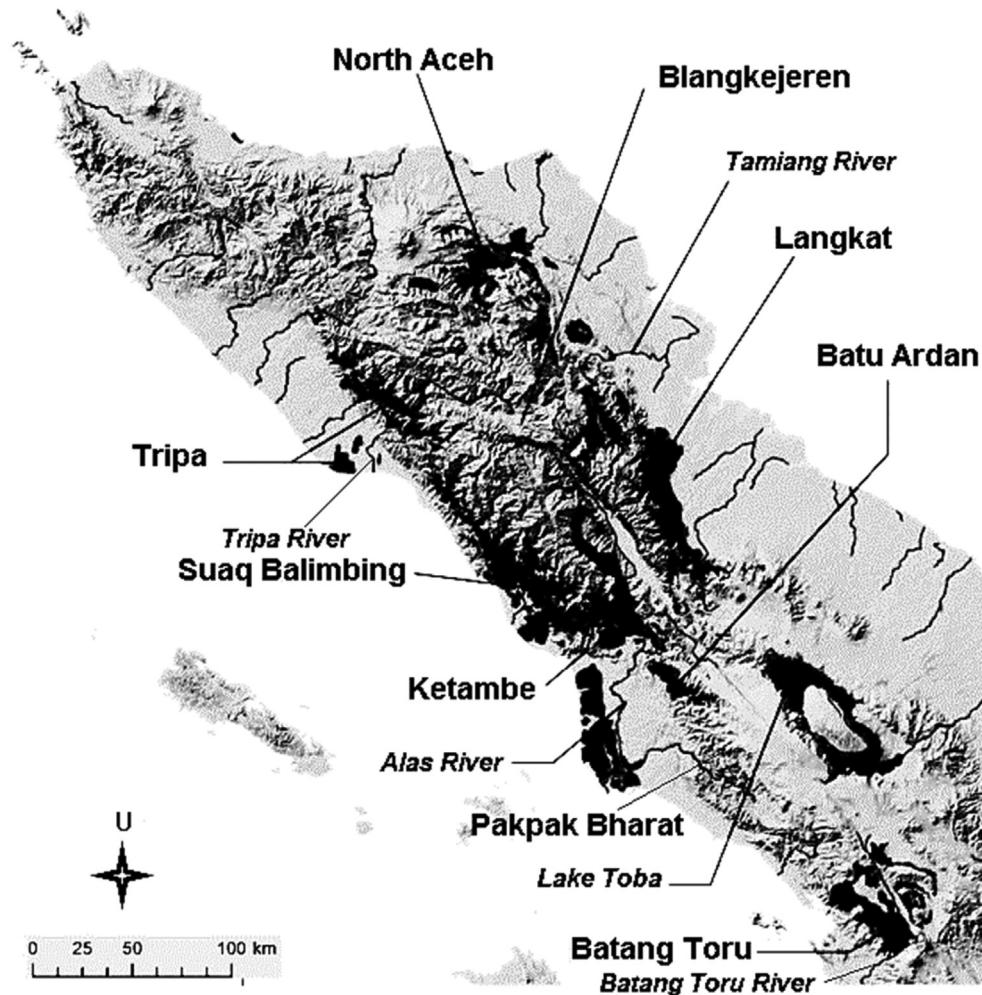 North Aceh
Blangkejeren
Tamiang River
Langkat
Batu Ardan
Tripa
Tripa River
Suaq Balimbing
Ketambe
Alas River
Pakpak Bharat
U
Lake Toba
0 25 50 100 km
Batang Toru
Batang Toru River